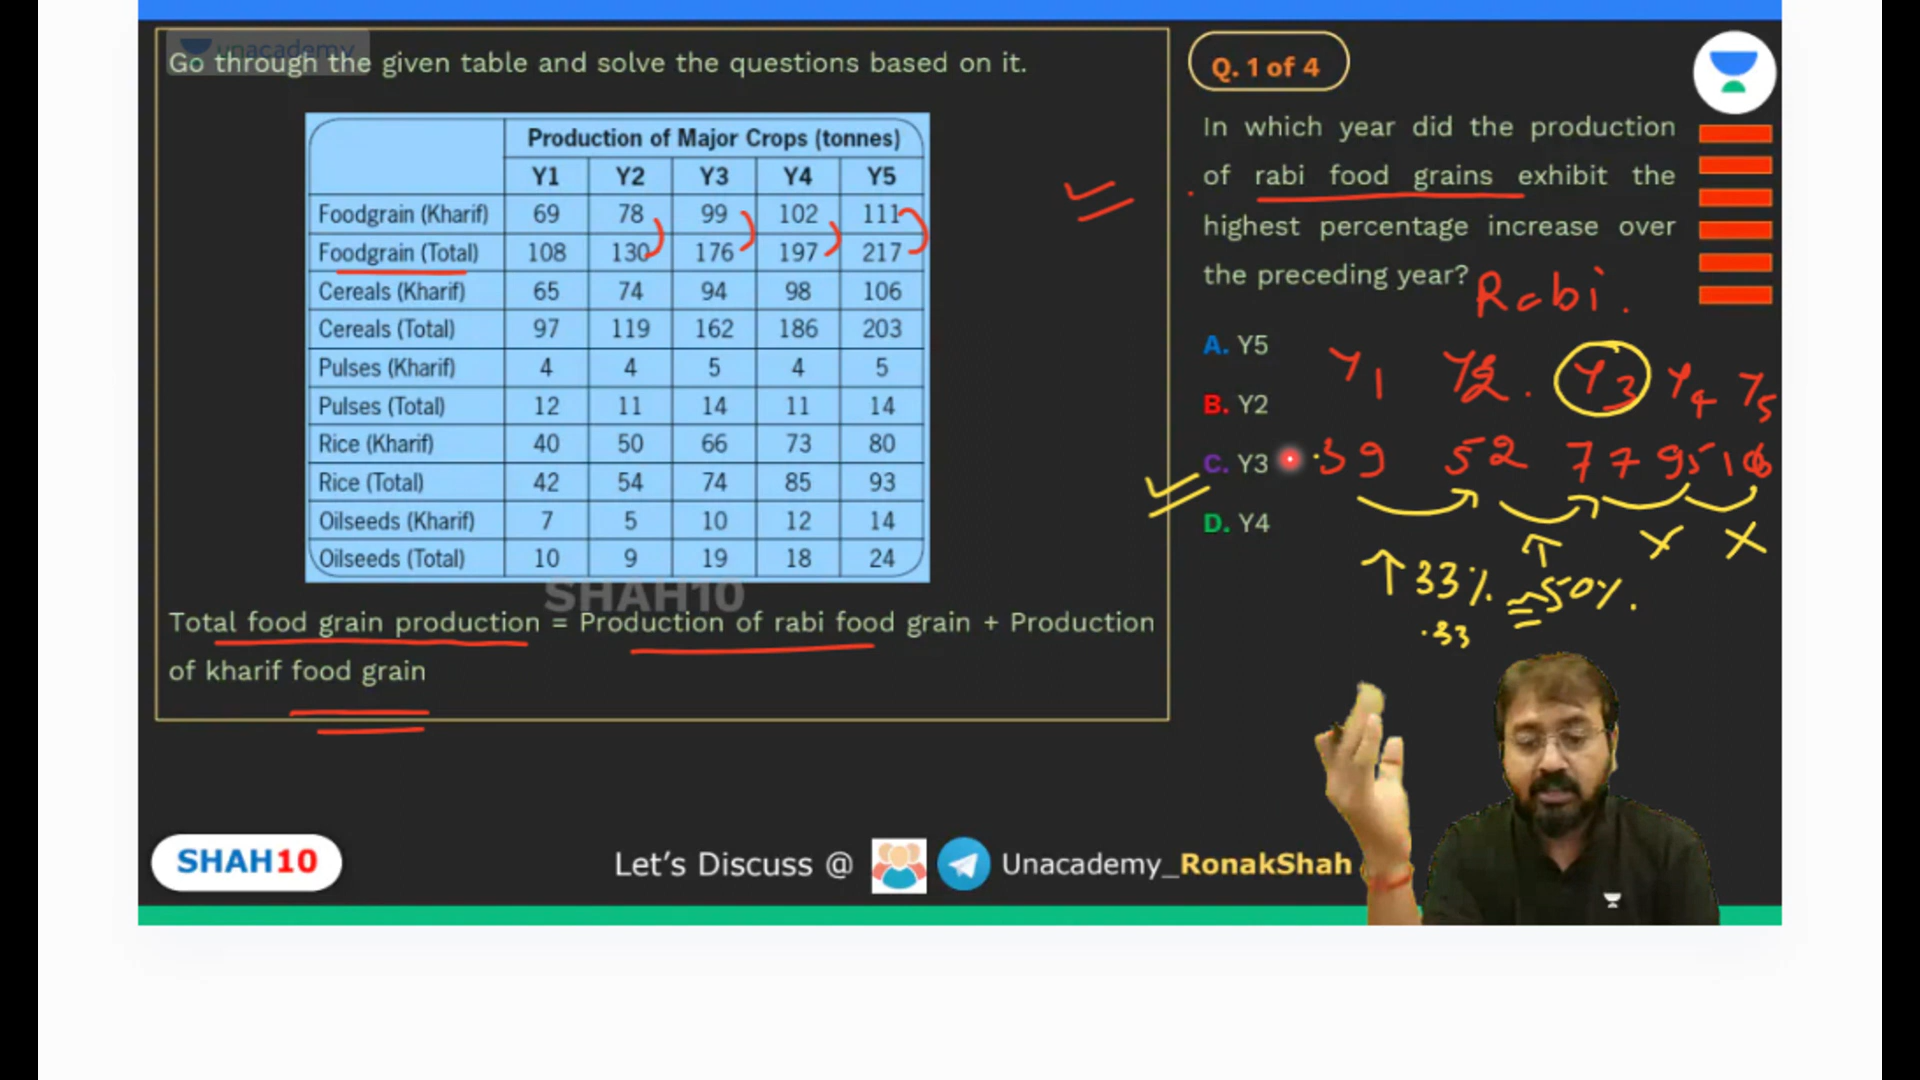 unacademy
Go through the given table and solve the questions based on it.
Production of Major Crops (tonnes)
Y1 Y2 Y3 Y4 Y5
Foodgrain (Kharif) 69 78 99 102 111
Foodgrain (Total) 108 130 176 197 217
Cereals (Kharif) 65 74 94 98 106
Cereals (Total) 97 119 162 186 203
Pulses (Kharif) 4 4 5 4 5
Pulses (Total) 12 11 14 11 14
Rice (Kharif) 40 50 66 73 80
Rice (Total) 42 54 74 85 93
Oilseeds (Kharif) 7 5 10 12 14
Oilseeds (Total) 10 9 19 18 24
SHAH10
Total food grain production = Production of rabi food grain + Production
of kharif food grain
Q. 1 of 4
In which year did the production
of rabi food grains exhibit the
highest percentage increase over
the preceding year?
Rabi.
A. Y5
B. Y2
C. Y3
D. Y4
Y1 Y2. Y3 Y4 Y5
39 52 77 95 106
↑33% ≈50%.
.33
SHAH10
Let's Discuss @ Unacademy_RonakShah